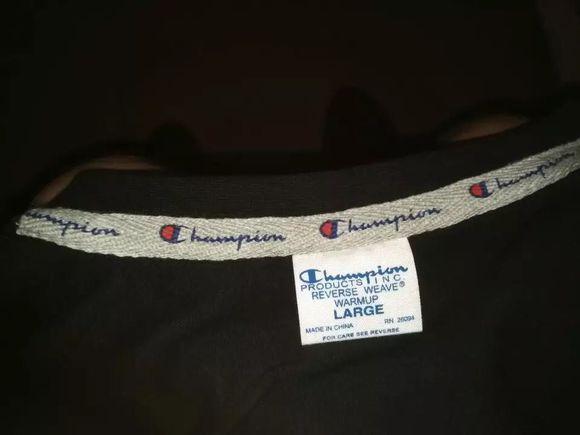 Champion Champion Champion Champion
Champion
PRODUCTS INC.
REVERSE WEAVE®
WARMUP
LARGE
MADE IN CHINA RN 26094
FOR CARE SEE REVERSE